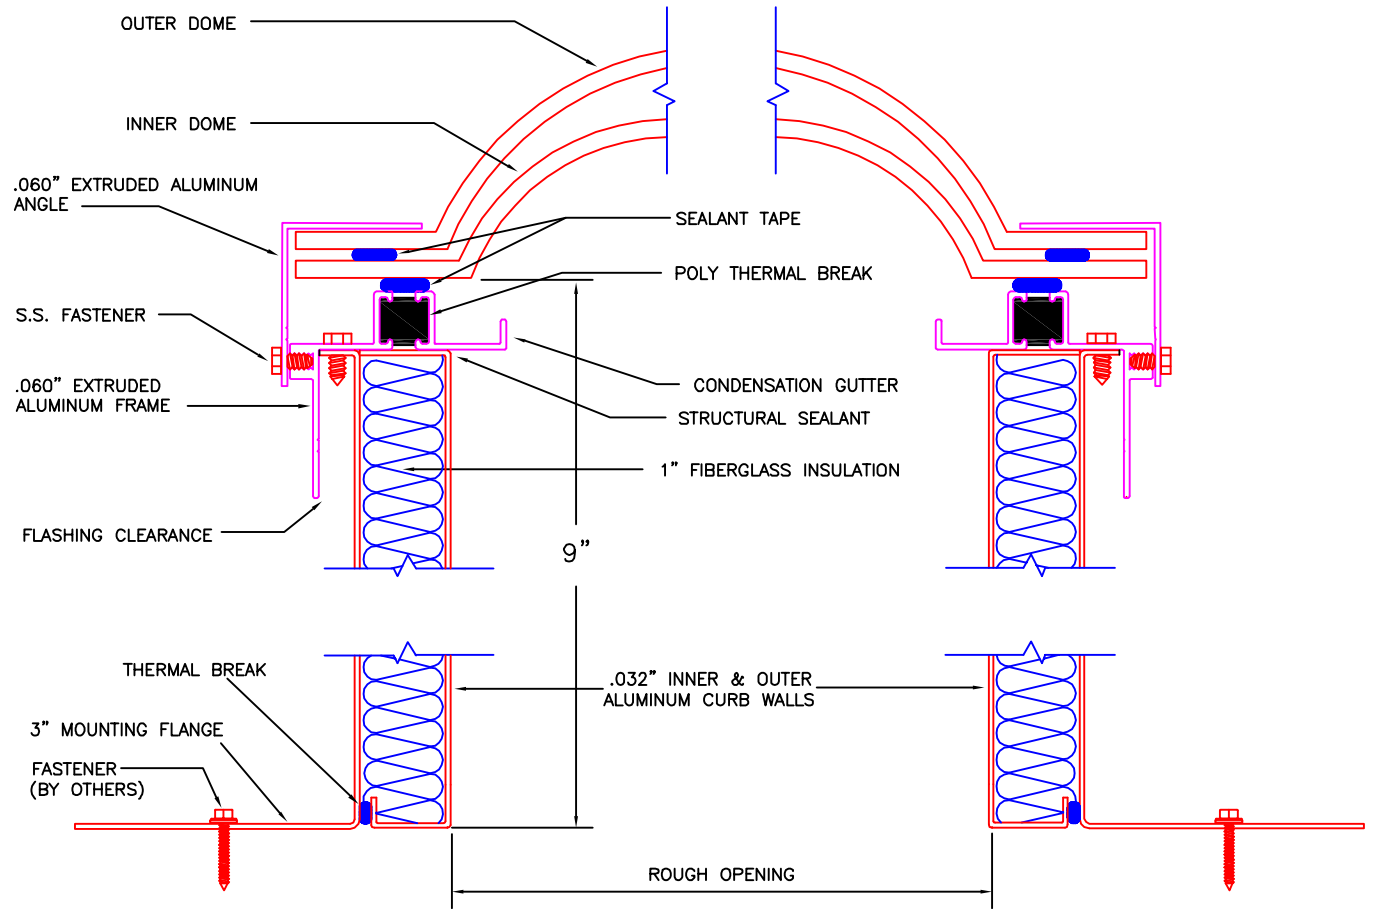 OUTER DOME
INNER DOME
.060" EXTRUDED ALUMINUM
ANGLE
SEALANT TAPE
POLY THERMAL BREAK
S.S. FASTENER
.060" EXTRUDED
ALUMINUM FRAME
CONDENSATION GUTTER
STRUCTURAL SEALANT
1" FIBERGLASS INSULATION
FLASHING CLEARANCE
9"
THERMAL BREAK
.032" INNER & OUTER
ALUMINUM CURB WALLS
3" MOUNTING FLANGE
FASTENER
(BY OTHERS)
ROUGH OPENING